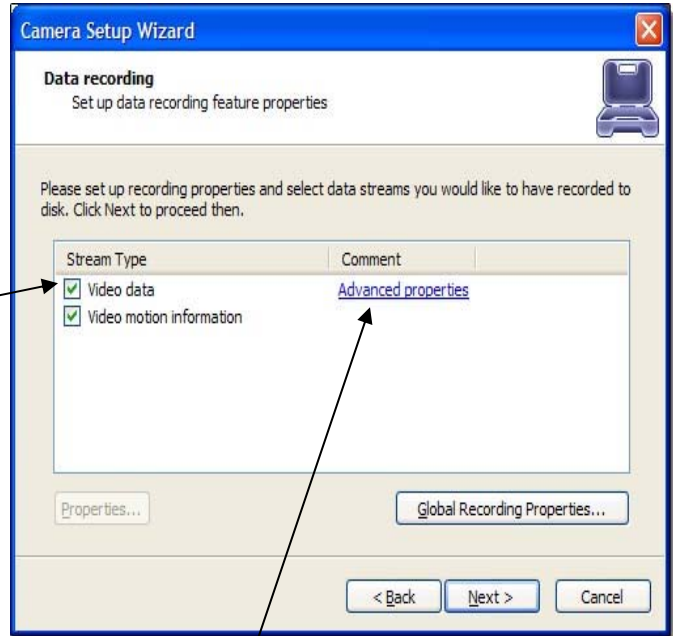 Camera Setup Wizard
Data recording
Set up data recording feature properties
Please set up recording properties and select data streams you would like to have recorded to
disk. Click Next to proceed then.
Stream Type Comment
Video data Advanced properties
Video motion information
Properties... Global Recording Properties...
< Back Next > Cancel